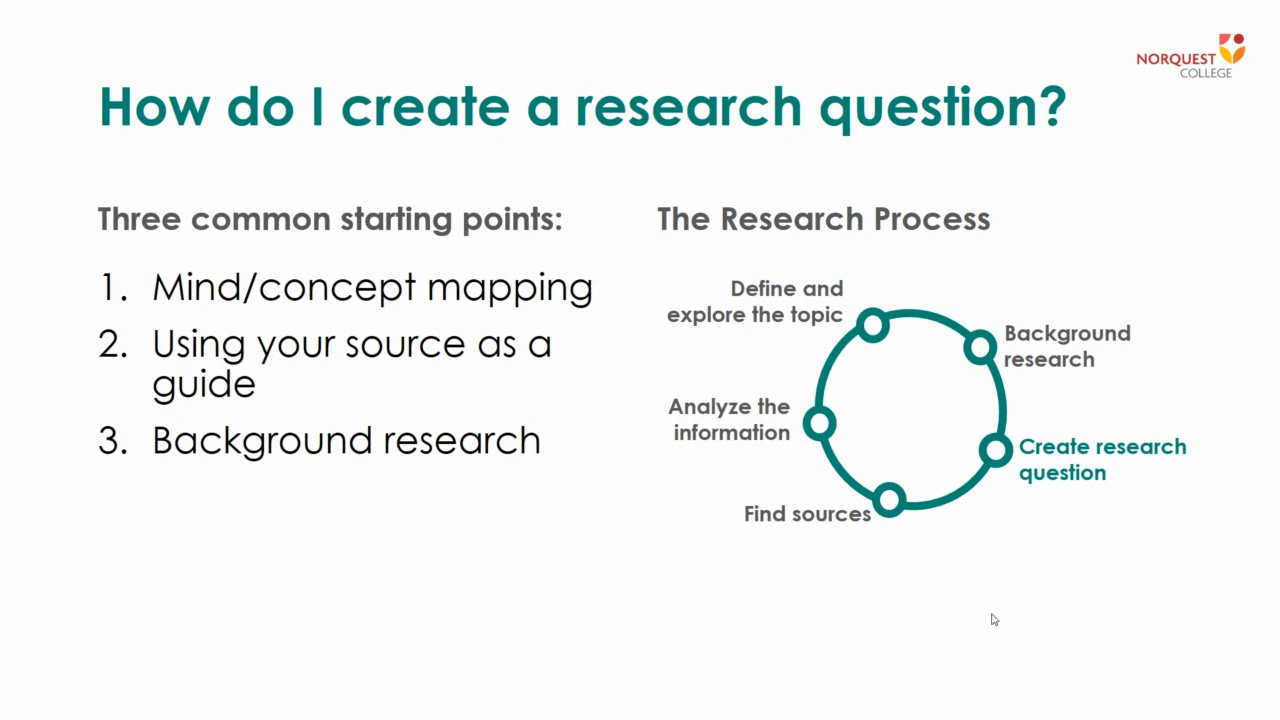 NORQUEST
COLLEGE
How do I create a research question?
Three common starting points:
1. Mind/concept mapping
2. Using your source as a
guide
3. Background research
The Research Process
Define and
explore the topic
Background
research
Create research
question
Find sources
Analyze the
information